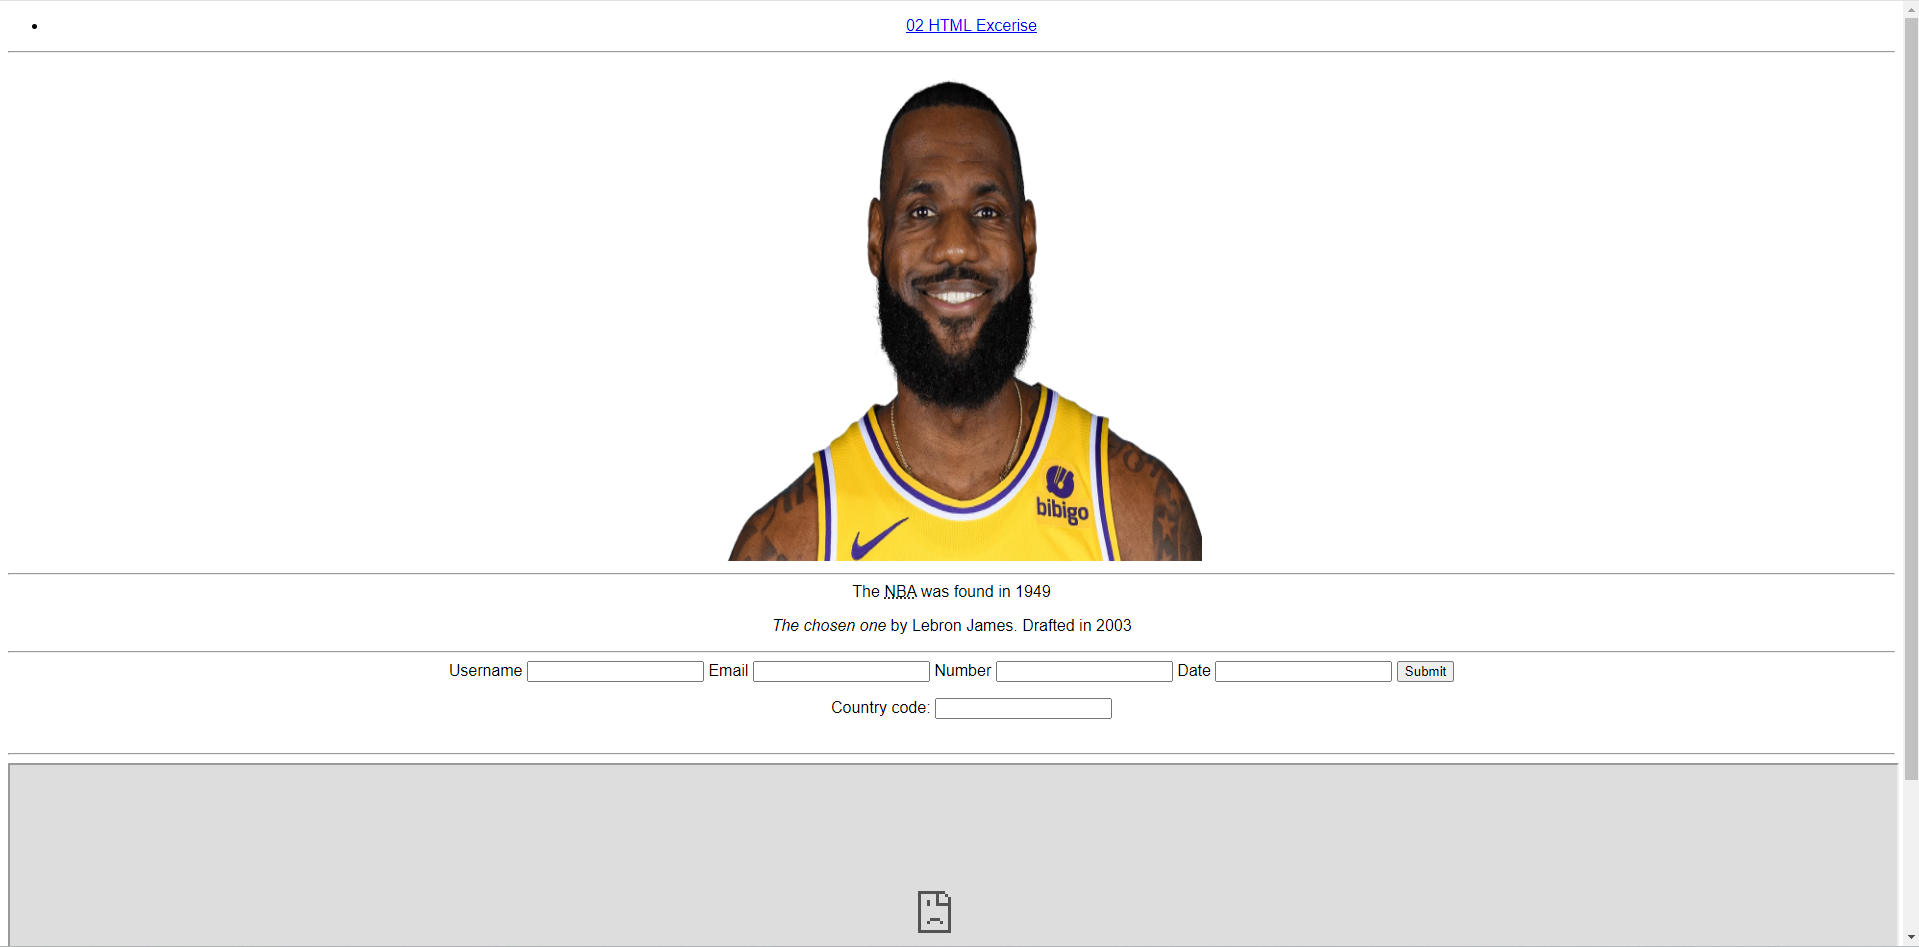 02 HTML Excerise
bibigo
The NBA was found in 1949
The chosen one by Lebron James. Drafted in 2003
Username Email Number Date Submit
Country code: